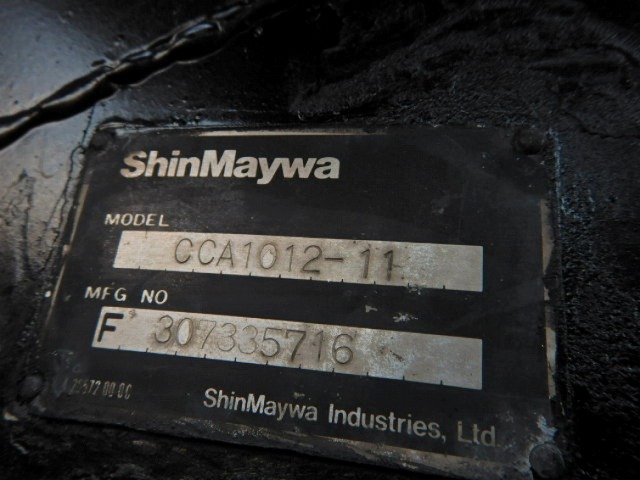 ShinMaywa
MODEL
CCA1012-11
MFG NO
F 307335716
ShinMaywa Industries, Ltd